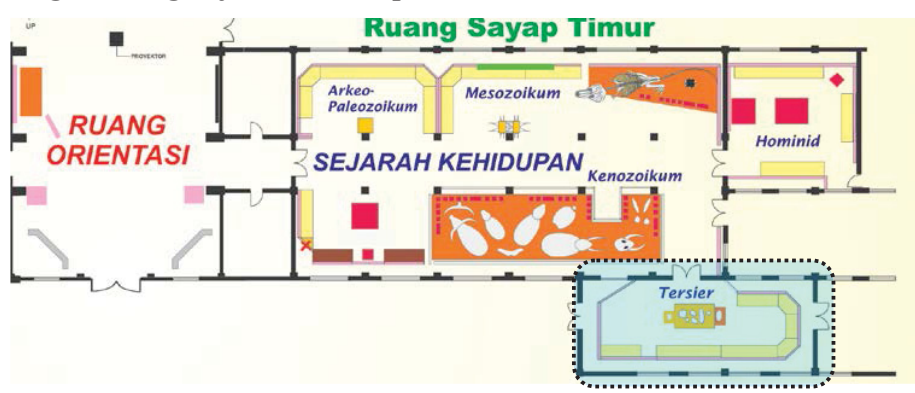 Ruang Sayap Timur
UP
PROYEKTOR
RUANG
ORIENTASI
Arkeo-
Paleozoikum
Mesozoikum
Hominid
SEJARAH KEHIDUPAN
Kenozoikum
Tersier